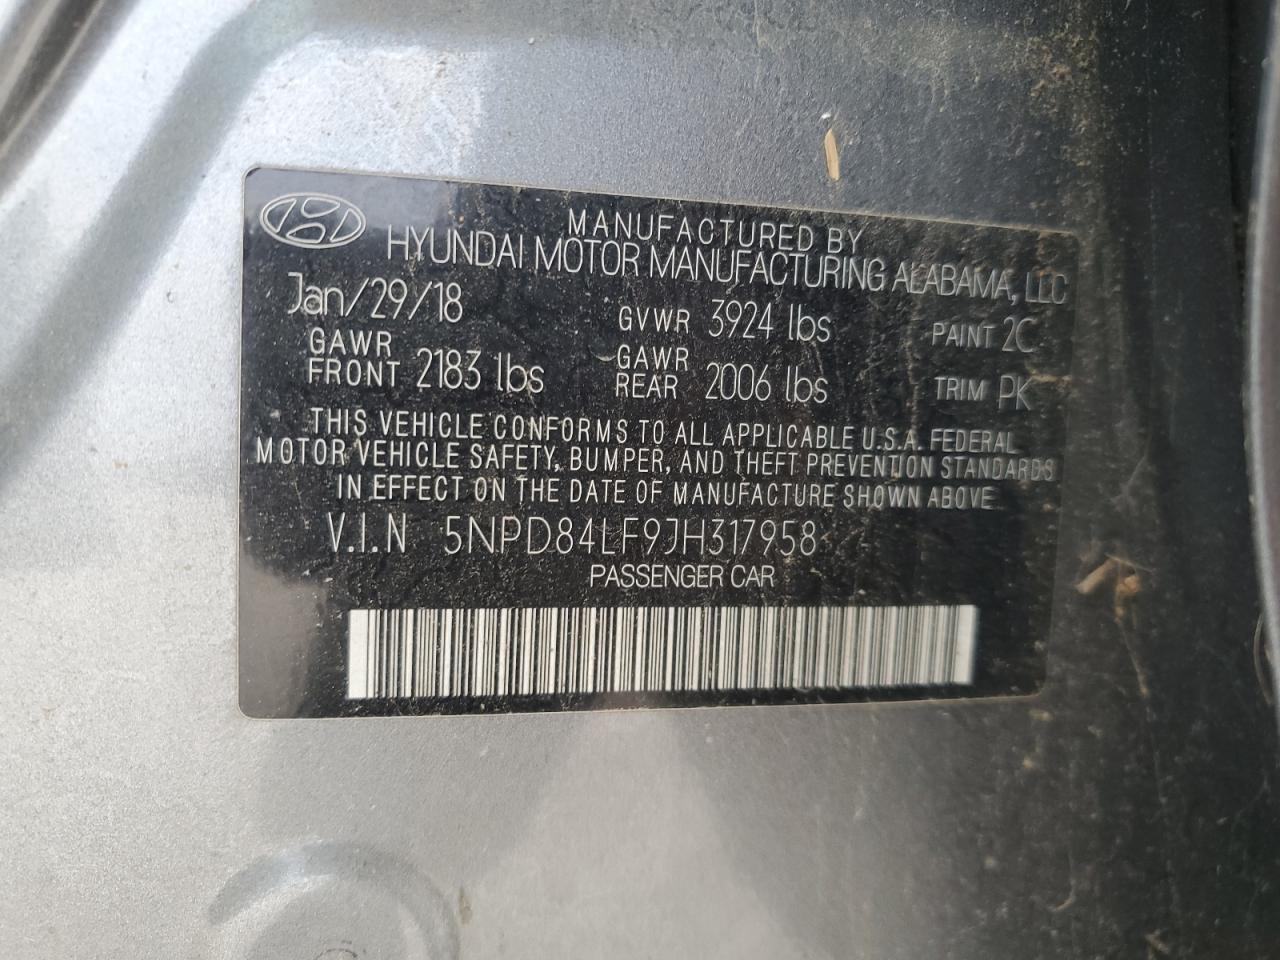 MANUFACTURED BY
HYUNDAI MOTOR MANUFACTURING ALABAMA, LLC
Jan/29/18 GVWR 3924 lbs PAINT 2C
GAWR FRONT 2183 lbs GAWR REAR 2006 lbs TRIM PK
THIS VEHICLE CONFORMS TO ALL APPLICABLE U.S.A. FEDERAL
MOTOR VEHICLE SAFETY, BUMPER, AND THEFT PREVENTION STANDARDS
IN EFFECT ON THE DATE OF MANUFACTURE SHOWN ABOVE
V.I.N 5NPD84LF9JH317958
PASSENGER CAR